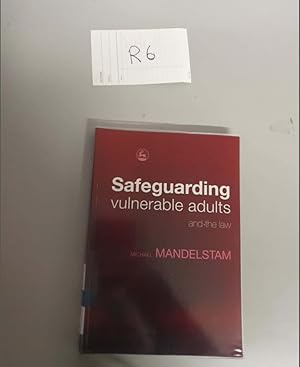 R6
Safeguarding
vulnerable adults
and the law
MICHAEL MANDELSTAM